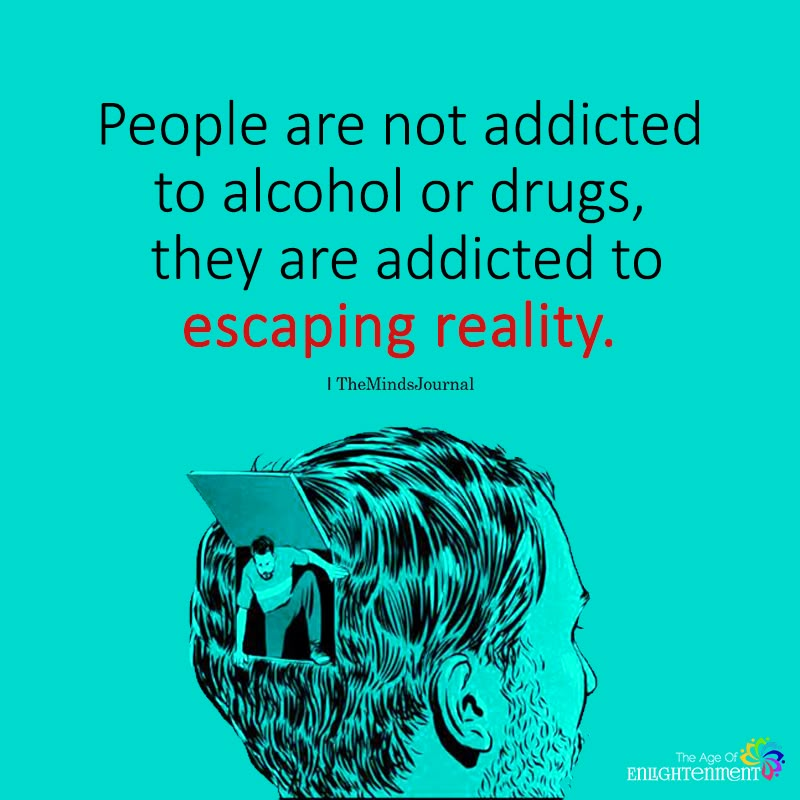 People are not addicted
to alcohol or drugs,
they are addicted to
escaping reality.
| TheMindsJournal
The Age Of
ENLIGHTENMENT